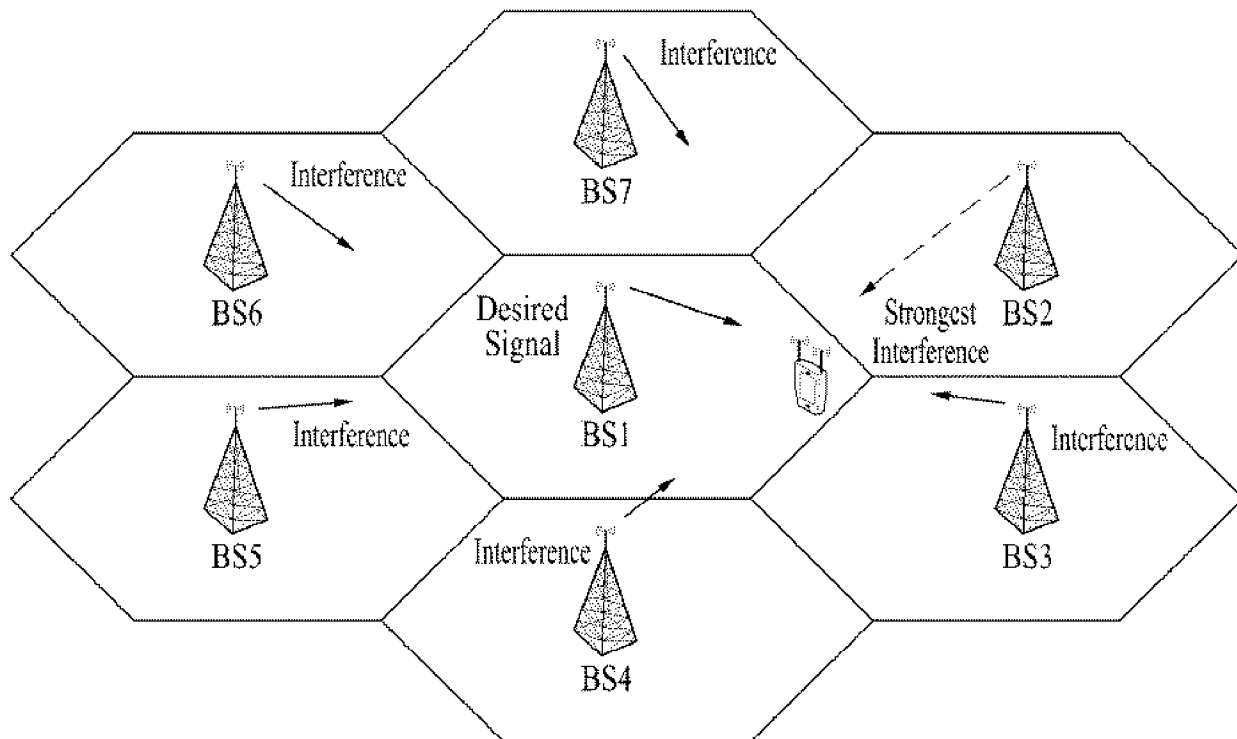 Interference
BS7
Interference
BS6
BS2
Desired
Signal
Strongest
Interference
BS1
Interference
BS5
Interference
BS3
Interference
BS4